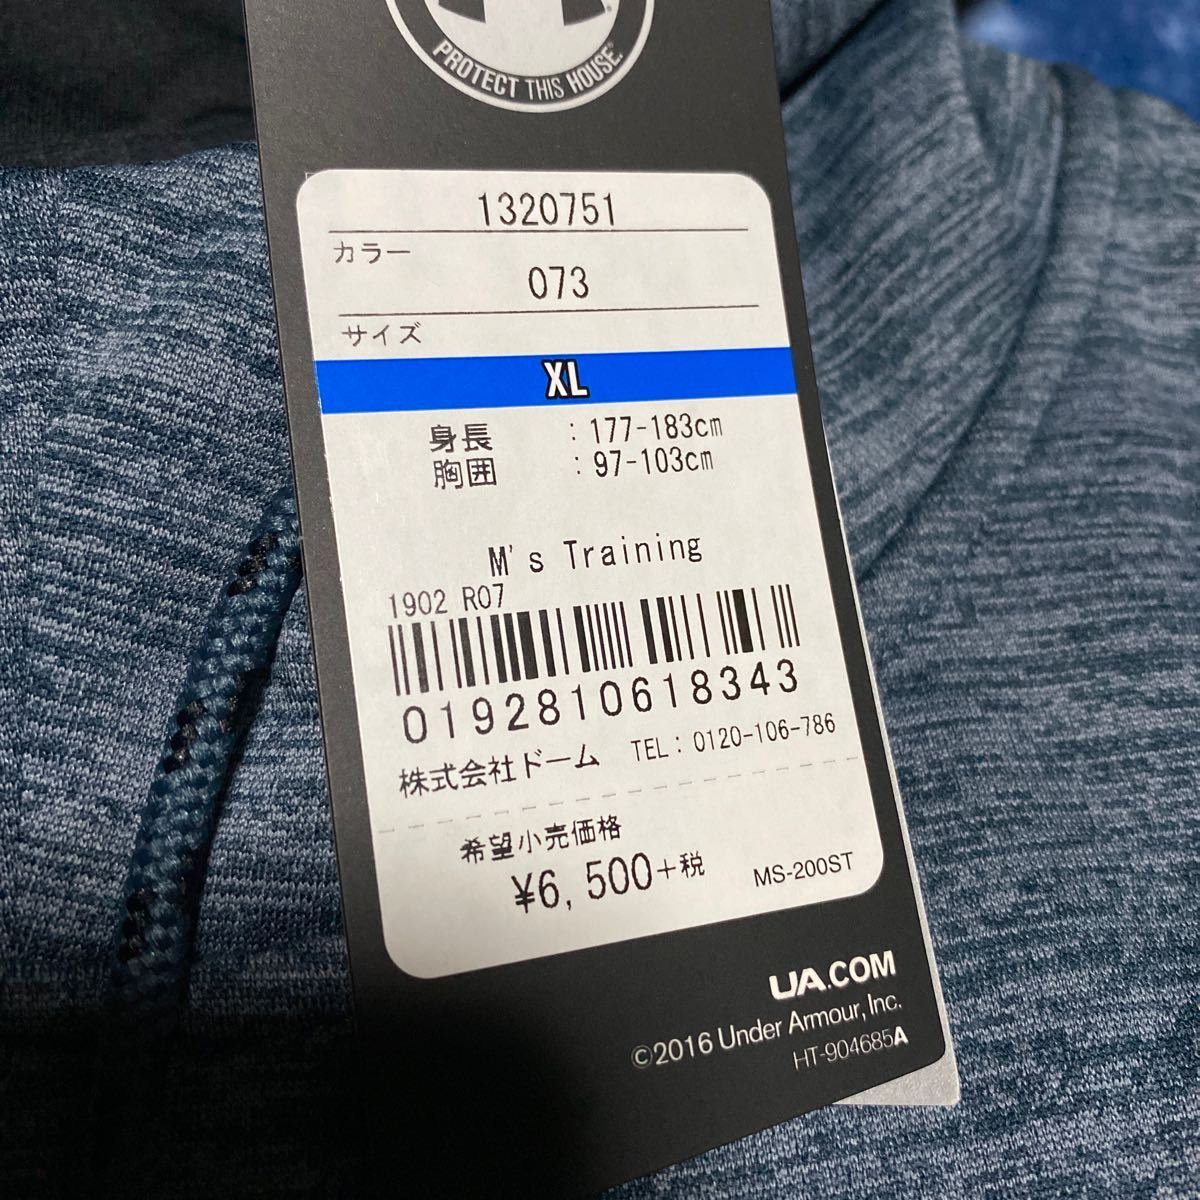 PROTECT THIS HOUSE
1320751
カラー
073
サイズ
XL
身長 : 177-183cm
胸囲 : 97-103cm
M's Training
1902 R07
0192810618343
株式会社ドーム TEL: 0120-106-786
希望小売価格
¥6,500+税
MS-200ST
UA.COM
©2016 Under Armour, Inc.
HT-904685A